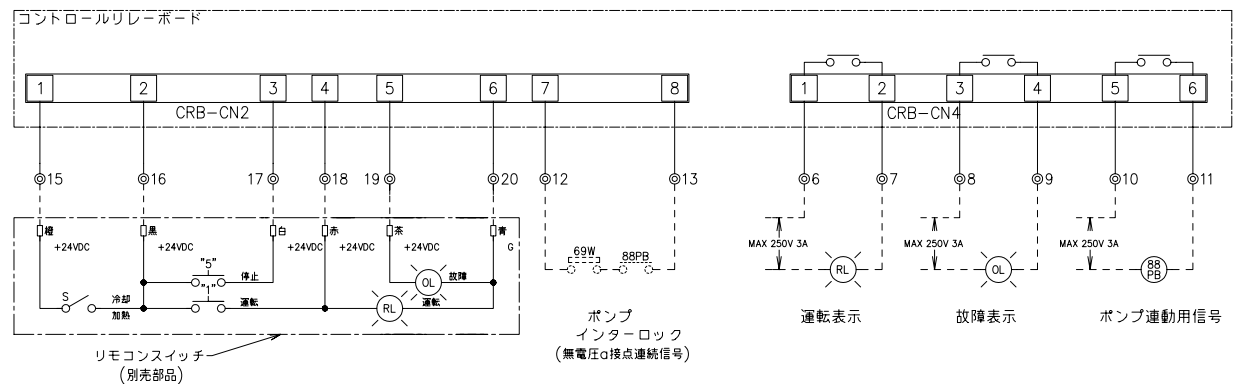 コントロールリレーボード
1 2 3 4 5 6 7 8
1 2 3 4 5 6
CRB-CN2
CRB-CN4
15 16 17 18 19 20 12 13
6 7 8 9 10 11
橙 黒 白 赤 茶 青
+24VDC +24VDC +24VDC +24VDC +24VDC G
MAX 250V 3A
MAX 250V 3A
MAX 250V 3A
69W 88PB
"5"
停止
OL
故障
S
冷却
加熱
"1"
運転
RL
運転
RL
OL
88
PB
ポンプ
インターロック
(無電圧a接点連続信号)
運転表示
故障表示
ポンプ連動用信号
リモコンスイッチ
(別売部品)